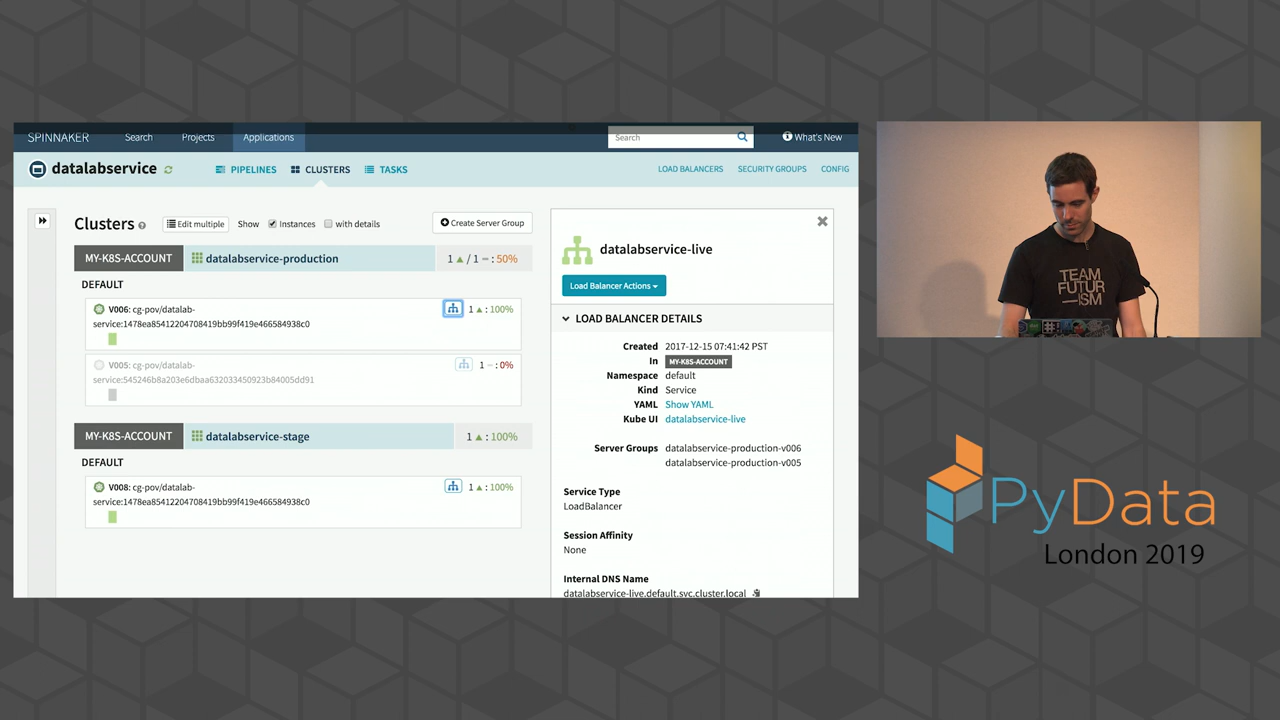 SPINNAKER Search Projects Applications Search What's New
datalabservice PIPELINES CLUSTERS TASKS LOAD BALANCERS SECURITY GROUPS CONFIG
Clusters Edit multiple Show Instances with details Create Server Group
MY-K8S-ACCOUNT datalabservice-production 1 / 1 : 50%
DEFAULT
V006: cg-pov/datalab-
service:1478ea85412204708419bb99f419e466584938c0
1 : 100%
V005: cg-pov/datalab-
service:545246b8a203e6dbaa632033450923b84005dd91
1 : 0%
MY-K8S-ACCOUNT datalabservice-stage 1 : 100%
DEFAULT
V008: cg-pov/datalab-
service:1478ea85412204708419bb99f419e466584938c0
1 : 100%
datalabservice-live
Load Balancer Actions
LOAD BALANCER DETAILS
Created 2017-12-15 07:41:42 PST
In MY-K8S-ACCOUNT
Namespace default
Kind Service
YAML Show YAML
Kube UI datalabservice-live
Server Groups datalabservice-production-v006
datalabservice-production-v005
Service Type
LoadBalancer
Session Affinity
None
Internal DNS Name
datalabservice-live.default.svc.cluster.local
TEAM
FUTUR
—ISM
PyData
London 2019